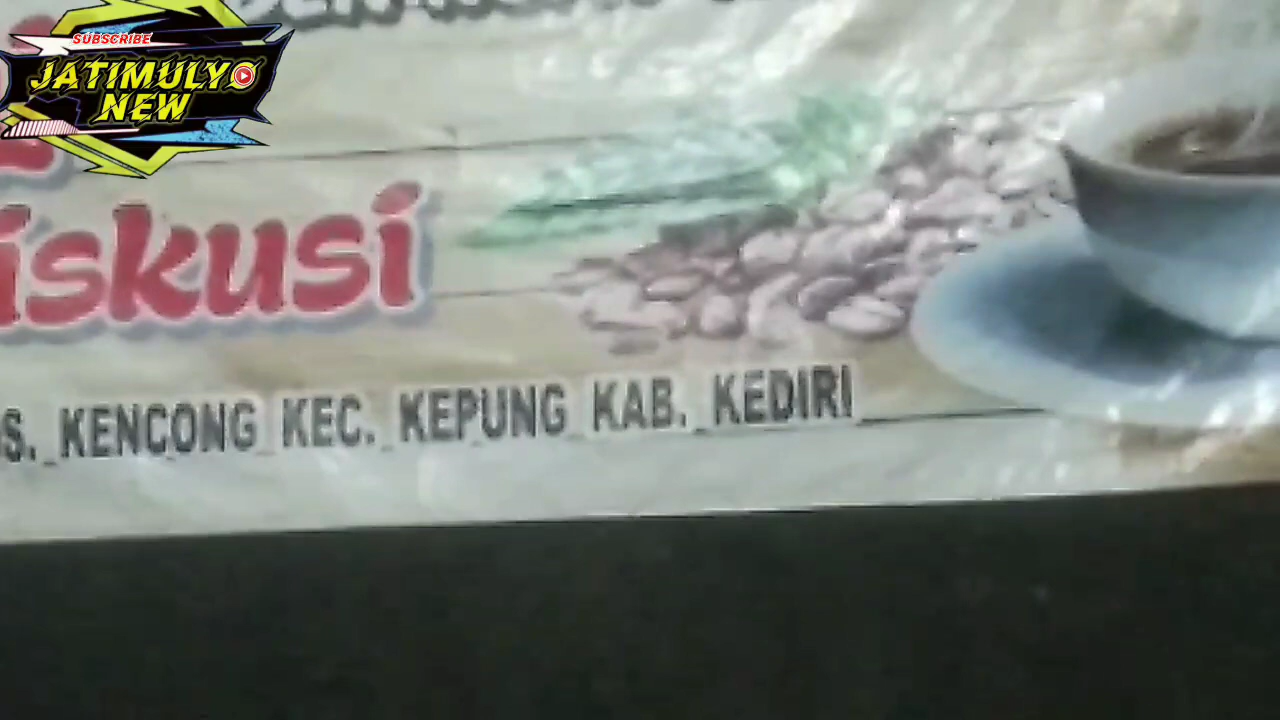 SUBSCRIBE
JATIMULYO
NEW
iskusi
S. KENCONG KEC. KEPUNG KAB. KEDIRI